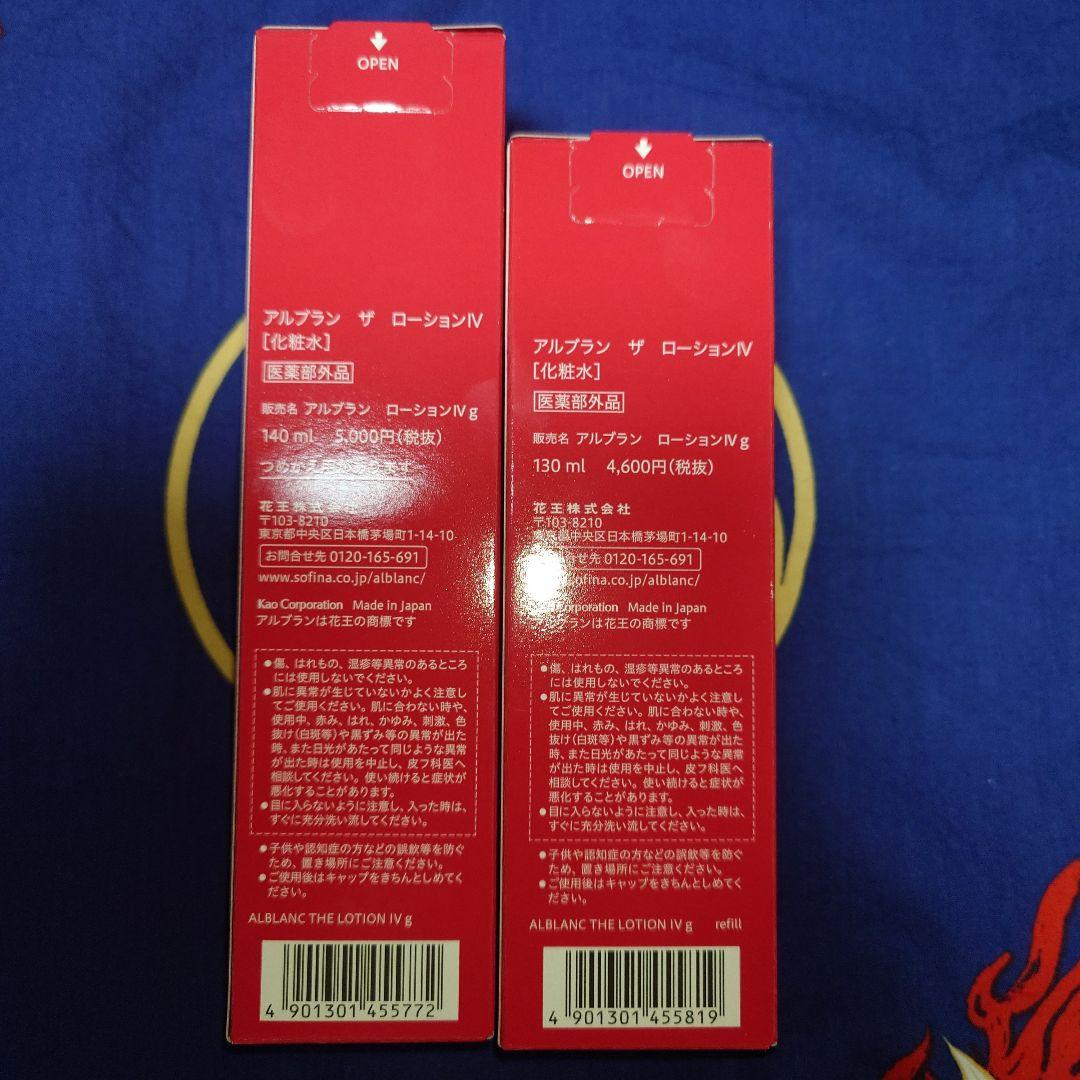 OPEN
アルブラン ザ ローションⅣ
[化粧水]
医薬部外品
販売名 アルブラン ローションⅣ g
140 ml 5,000円(税抜)
つめかえ用があります
花王株式会社
〒103-8210
東京都中央区日本橋茅場町1-14-10
お問合せ先 0120-165-691
www.sofina.co.jp/alblanc/
Kao Corporation Made in Japan
アルブランは花王の商標です
●傷、はれもの、湿疹等異常のあるところ
には使用しないでください。
●肌に異常が生じていないかよく注意し
てご使用ください。肌に合わない時や、
使用中、赤み、はれ、かゆみ、刺激、色
抜け(白斑等)や黒ずみ等の異常が出た
時、また日光があたって同じような異常
が出た時は使用を中止し、皮フ科医へ
相談してください。使い続けると症状が
悪化することがあります。
●目に入らないように注意し、入った時は、
すぐに充分洗い流してください。
●子供や認知症の方などの誤飲等を防ぐ
ため、置き場所にご注意ください。
●ご使用後はキャップをきちんとしめてく
ださい。
ALBLANC THE LOTION Ⅳ g
4 901301 455772
OPEN
アルブラン ザ ローションⅣ
[化粧水]
医薬部外品
販売名 アルブラン ローションⅣ g
130 ml 4,600円(税抜)
花王株式会社
〒103-8210
東京都中央区日本橋茅場町1-14-10
お問合せ先 0120-165-691
www.sofina.co.jp/alblanc/
Kao Corporation Made in Japan
アルブランは花王の商標です
●傷、はれもの、湿疹等異常のあるところ
には使用しないでください。
●肌に異常が生じていないかよく注意し
てご使用ください。肌に合わない時や、
使用中、赤み、はれ、かゆみ、刺激、色
抜け(白斑等)や黒ずみ等の異常が出た
時、また日光があたって同じような異常
が出た時は使用を中止し、皮フ科医へ
相談してください。使い続けると症状が
悪化することがあります。
●目に入らないように注意し、入った時は、
すぐに充分洗い流してください。
●子供や認知症の方などの誤飲等を防ぐ
ため、置き場所にご注意ください。
●ご使用後はキャップをきちんとしめてく
ださい。
ALBLANC THE LOTION Ⅳ g refill
4 901301 455819